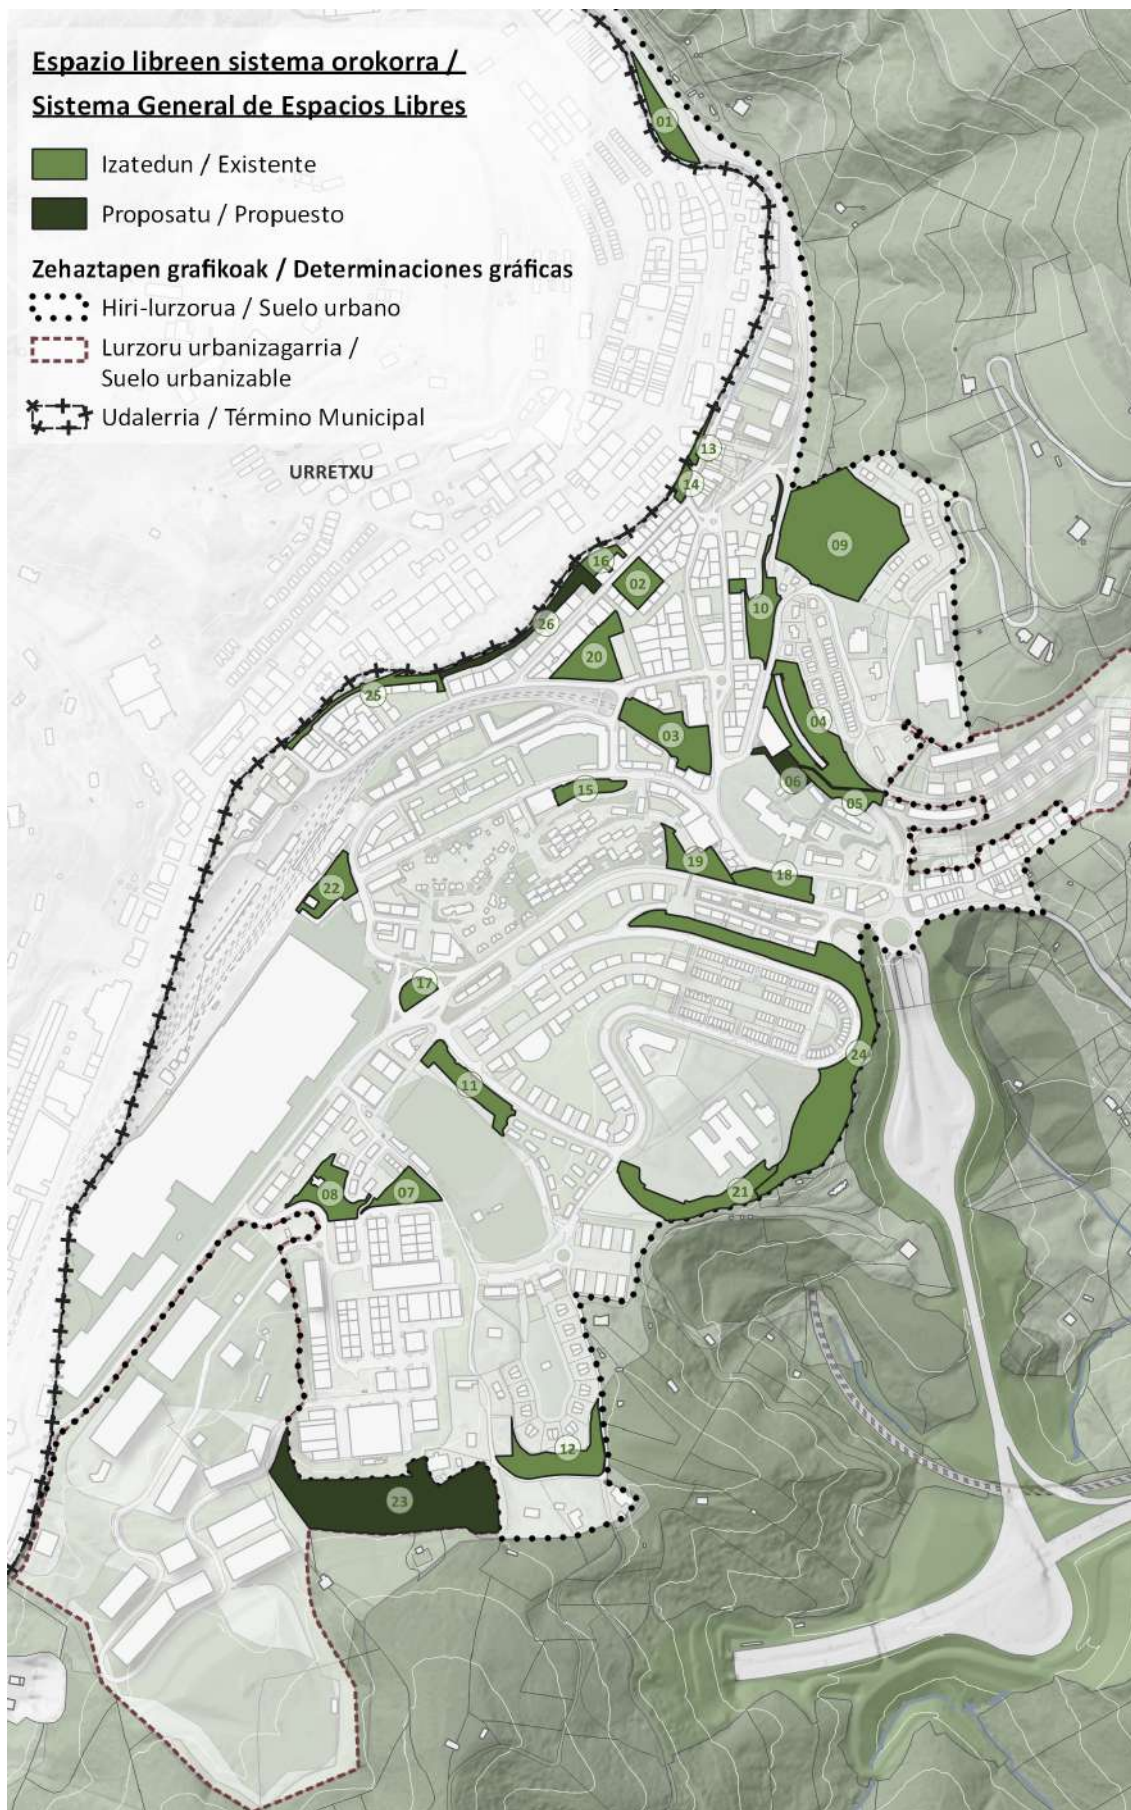 Espazio libreen sistema orokorra /
Sistema General de Espacios Libres
Izatedun / Existente
Proposatu / Propuesto
Zehaztapen grafikoak / Determinaciones gráficas
Hiri-lurzorua / Suelo urbano
Lurzoru urbanizagarria /
Suelo urbanizable
Udalerria / Término Municipal
01
URRETXU
13
14
09
16
02
10
26
20
25
04
03
06
15
05
19
18
22
17
24
11
08
07
21
12
23